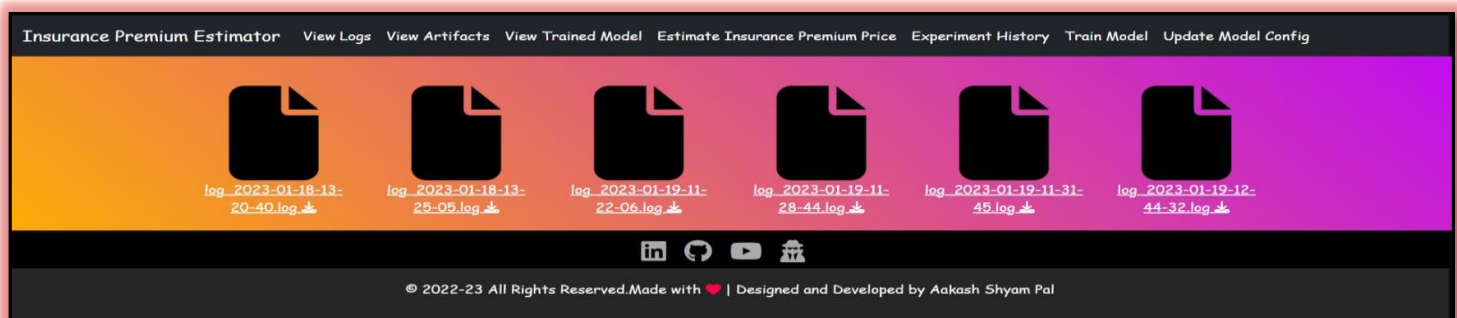 Insurance Premium Estimator View Logs View Artifacts View Trained Model Estimate Insurance Premium Price Experiment History Train Model Update Model Config
log_2023-01-18-13-
20-40.log
log_2023-01-18-13-
25-05.log
log_2023-01-19-11-
22-06.log
log_2023-01-19-11-
28-44.log
log_2023-01-19-11-31-
45.log
log_2023-01-19-12-
44-32.log
in
© 2022-23 All Rights Reserved.Made with ❤ | Designed and Developed by Aakash Shyam Pal